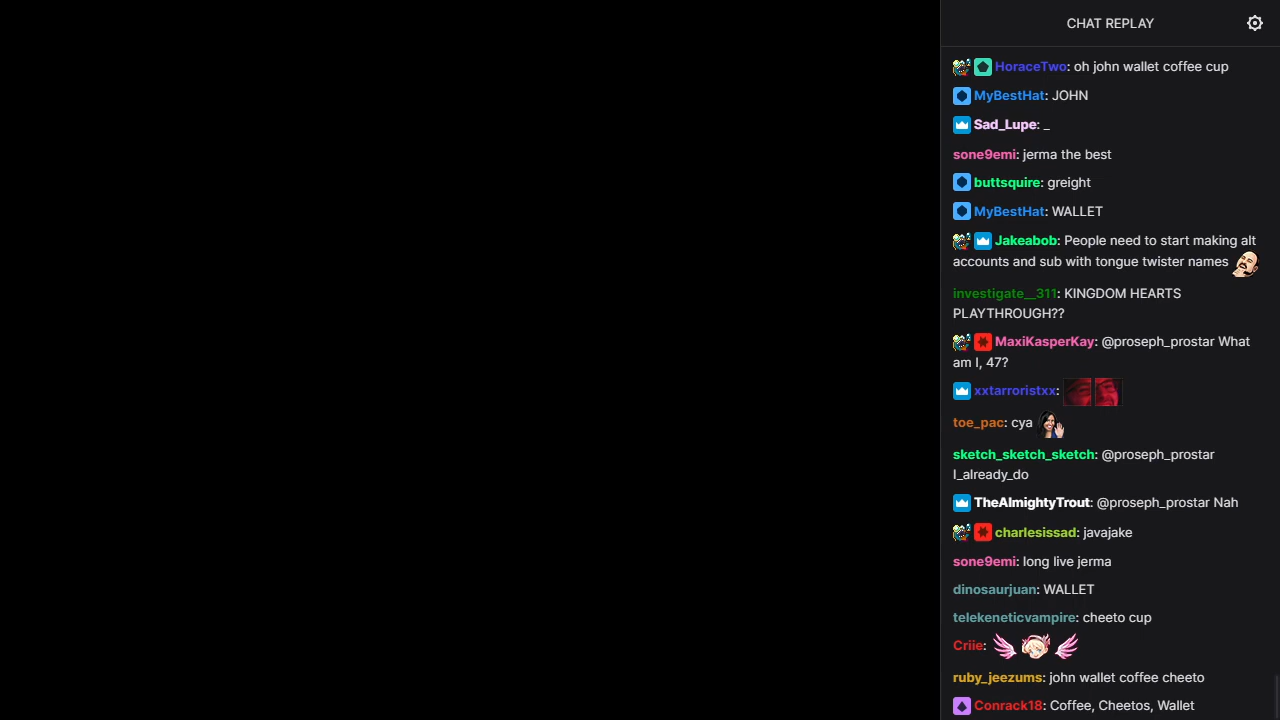 CHAT REPLAY
HoraceTwo: oh john wallet coffee cup
MyBestHat: JOHN
Sad_Lupe: _
sone9emi: jerma the best
buttsquire: greight
MyBestHat: WALLET
Jakeabob: People need to start making alt
accounts and sub with tongue twister names
investigate__311: KINGDOM HEARTS
PLAYTHROUGH??
MaxiKasperKay: @proseph_prostar What
am I, 47?
xxtarroristxx:
toe_pac: cya
sketch_sketch_sketch: @proseph_prostar
I_already_do
TheAlmightyTrout: @proseph_prostar Nah
charlesissad: javajake
sone9emi: long live jerma
dinosaurjuan: WALLET
telekeneticvampire: cheeto cup
Criie:
ruby_jeezums: john wallet coffee cheeto
Conrack18: Coffee, Cheetos, Wallet